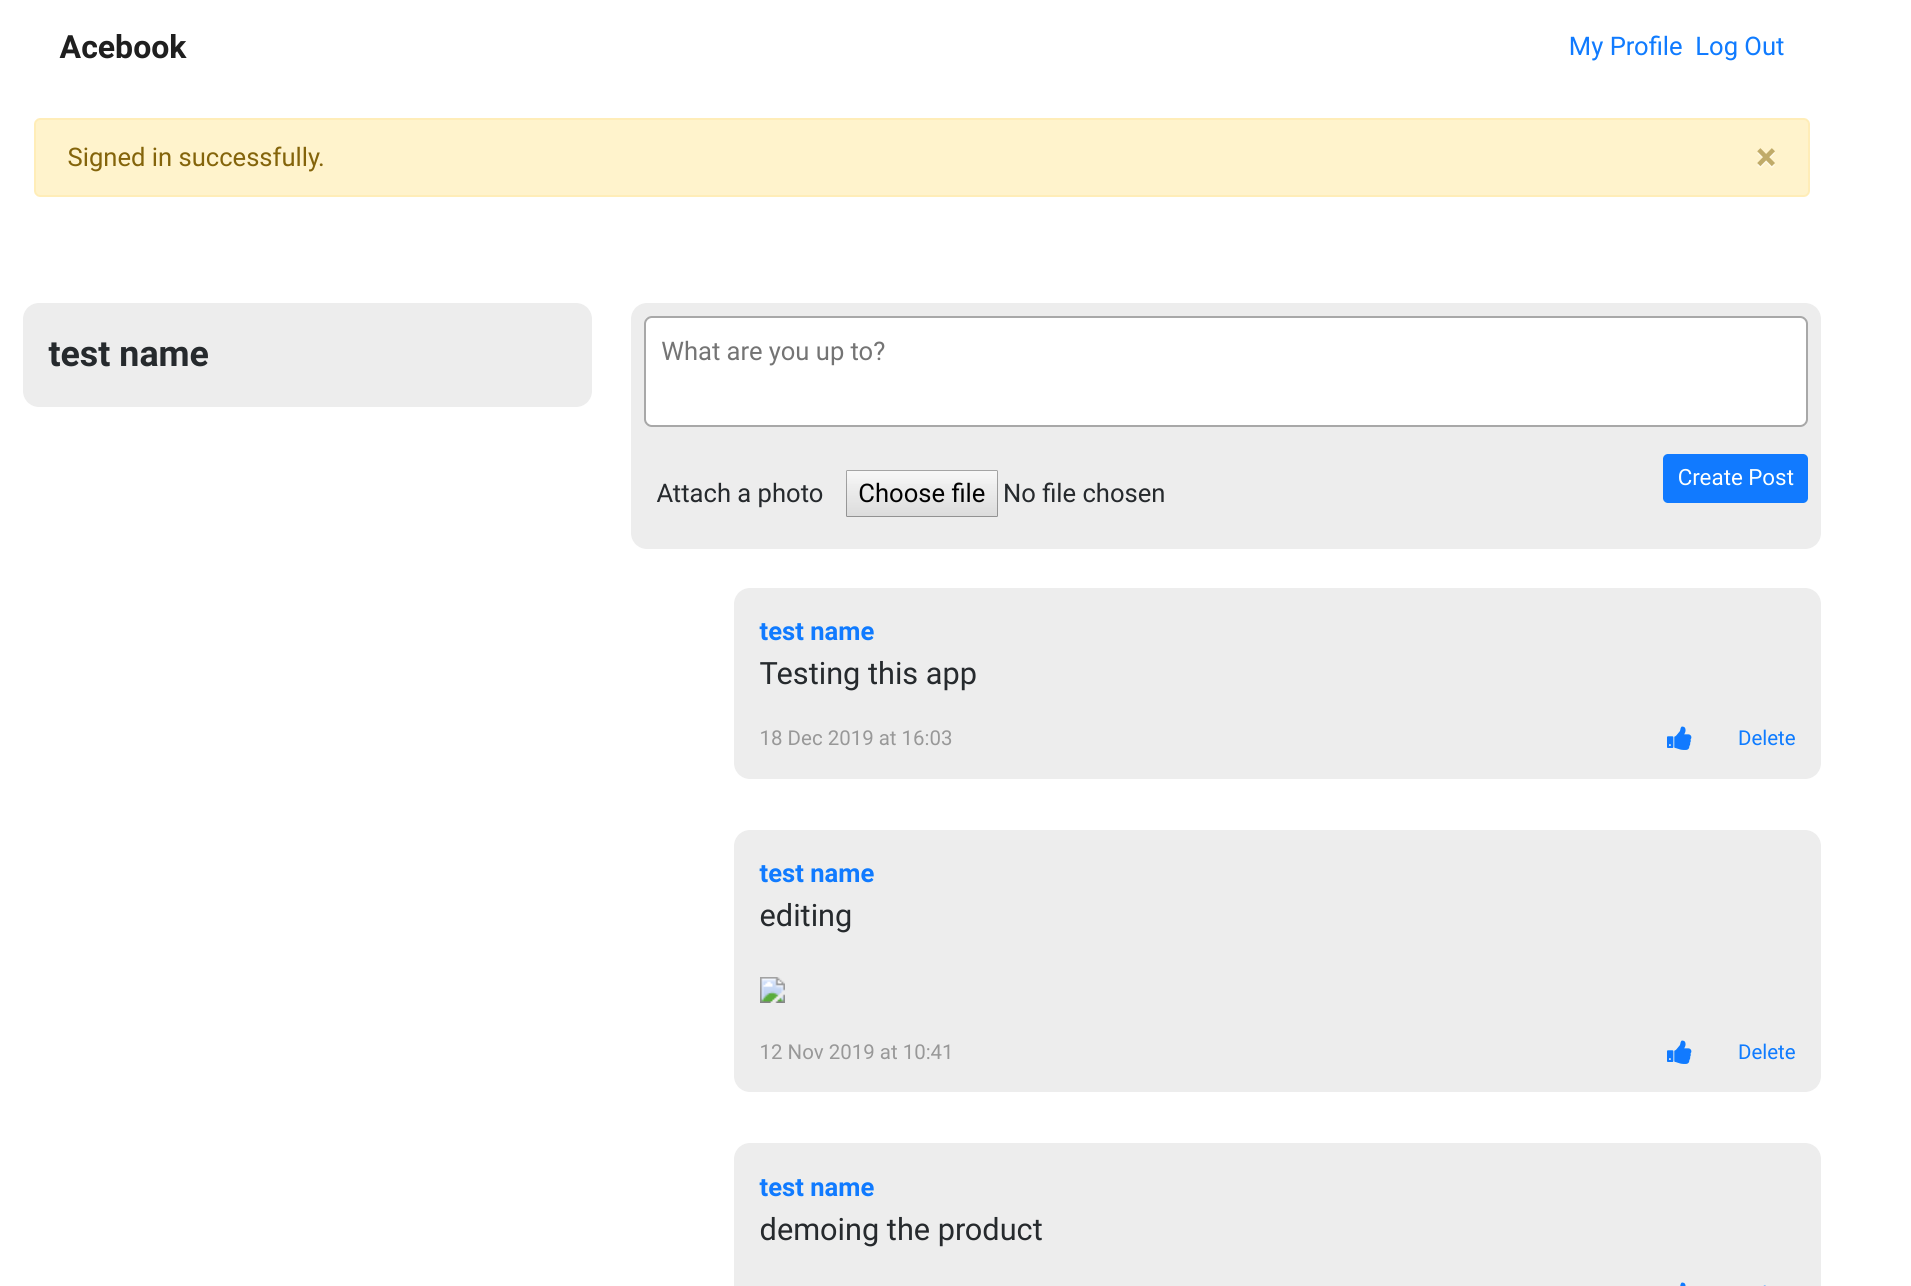 Acebook
My Profile Log Out
Signed in successfully.
×
test name
What are you up to?
Attach a photo Choose file No file chosen
Create Post
test name
Testing this app
18 Dec 2019 at 16:03
Delete
test name
editing
12 Nov 2019 at 10:41
Delete
test name
demoing the product